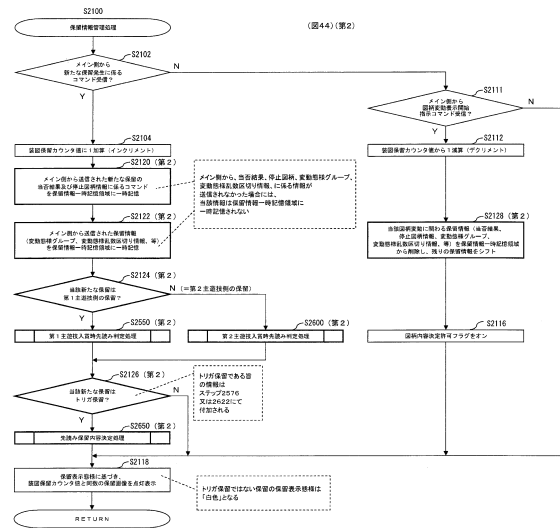 S2100
保留情報管理処理
(図44)(第2)
S2102
メイン側から
新たな保留発生に係る
コマンド受信?
N
Y
S2111
メイン側から
図柄変動表示開始
指示コマンド受信?
N
Y
S2104
装図保留カウンタ値に1加算(インクリメント)
S2112
装図保留カウンタ値から1減算(デクリメント)
S2120(第2)
メイン側から送信された新たな保留の
当否結果及び停止図柄情報に係るコマンド
を保留情報一時記憶領域に一時記憶
メイン側から、当否結果、停止図柄、変動態様グループ、
変動態様乱数区切り情報、に係る情報が
送信されなかった場合には、
当該情報は保留情報一時記憶領域に
一時記憶されない
S2122(第2)
メイン側から送信された保留情報
(変動態様グループ、変動態様乱数区切り情報、等)
を保留情報一時記憶領域に一時記憶
S2128(第2)
当該図柄変動に関わる保留情報(当否結果、
停止図柄情報、変動態様グループ、
変動態様乱数区切り情報、等)を保留情報一時記憶領域
から削除し、残りの保留情報をシフト
S2124(第2)
当該新たな保留は
第1主遊技側の保留?
N(=第2主遊技側の保留)
Y
S2550(第2)
第1主遊技入賞時先読み判定処理
S2600(第2)
第2主遊技入賞時先読み判定処理
S2116
図柄内容決定許可フラグをオン
S2126(第2)
当該新たな保留は
トリガ保留?
N
Y
トリガ保留である旨
の情報は
ステップ2576
又は2622にて
付加される
S2650(第2)
先読み保留内容決定処理
S2118
保留表示態様に基づき、
装図保留カウンタ値と同数の保留画像を点灯表示
トリガ保留ではない保留の保留表示態様は
「白色」となる
RETURN